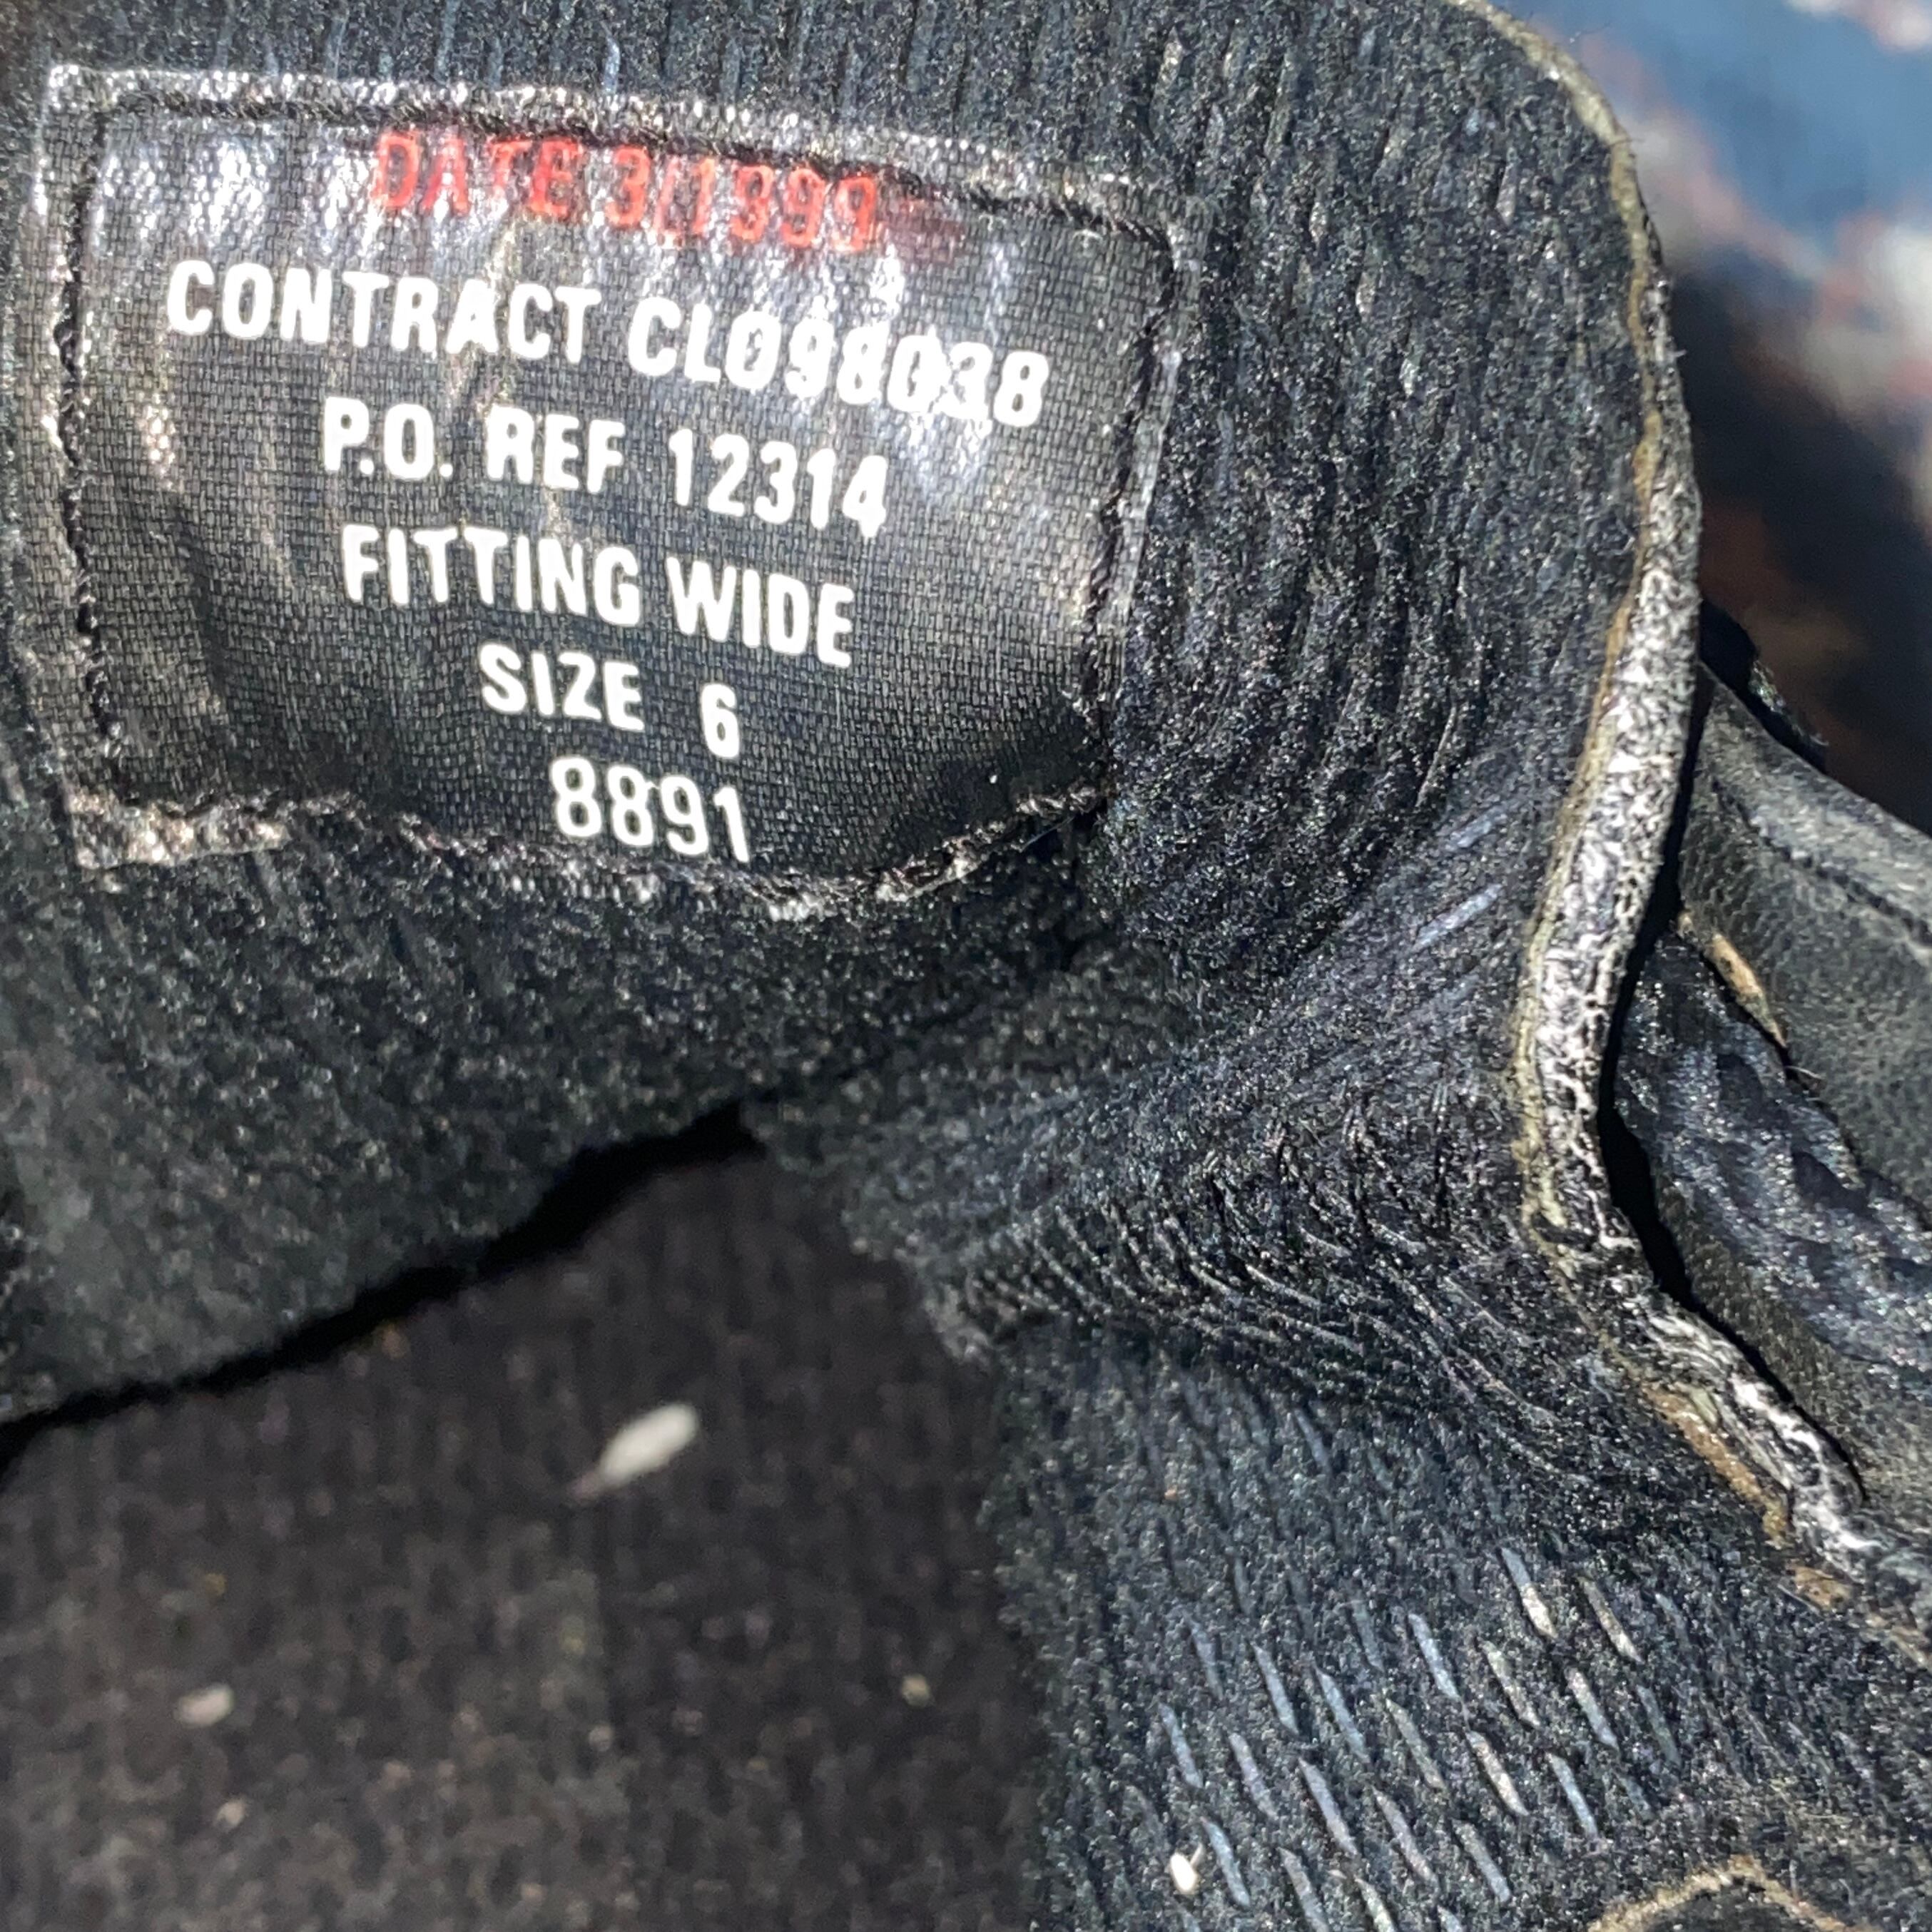 DATE 3/1999
CONTRACT CL098038
P.O. REF 12314
FITTING WIDE
SIZE 6
8891